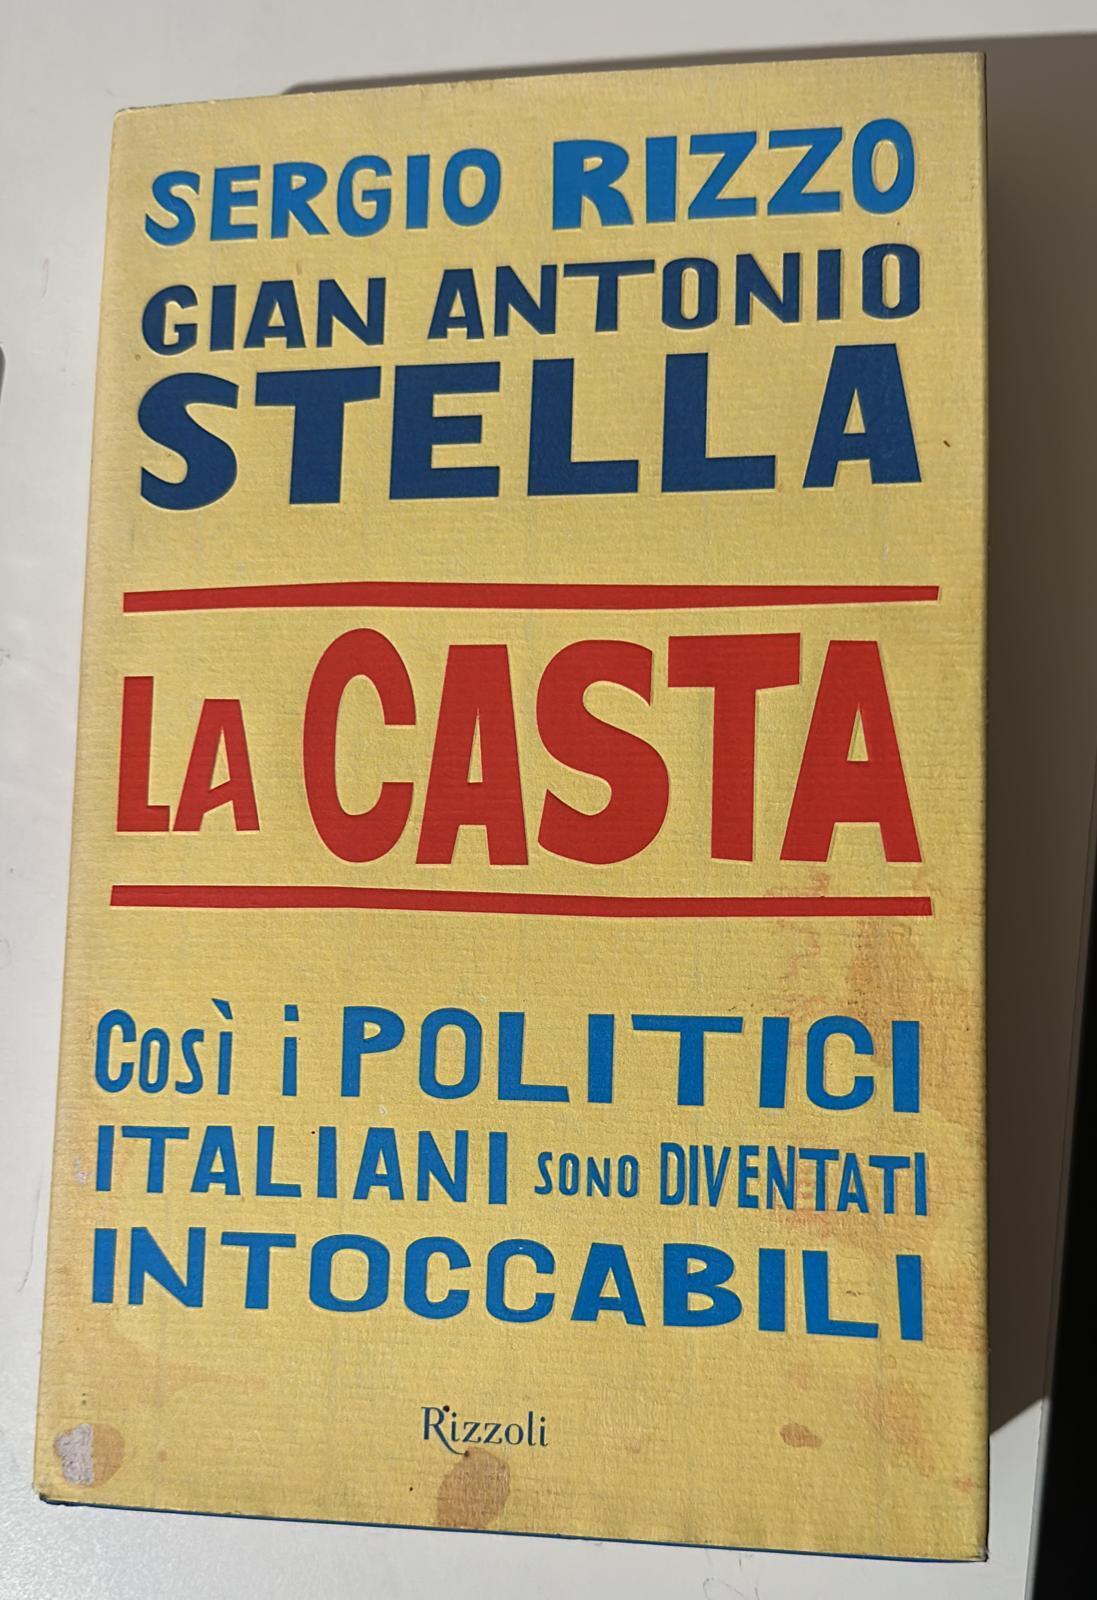 SERGIO RIZZO
GIAN ANTONIO
STELLA
LA CASTA
Così i POLITICI
ITALIANI SONO DIVENTATI
INTOCCABILI
Rizzoli